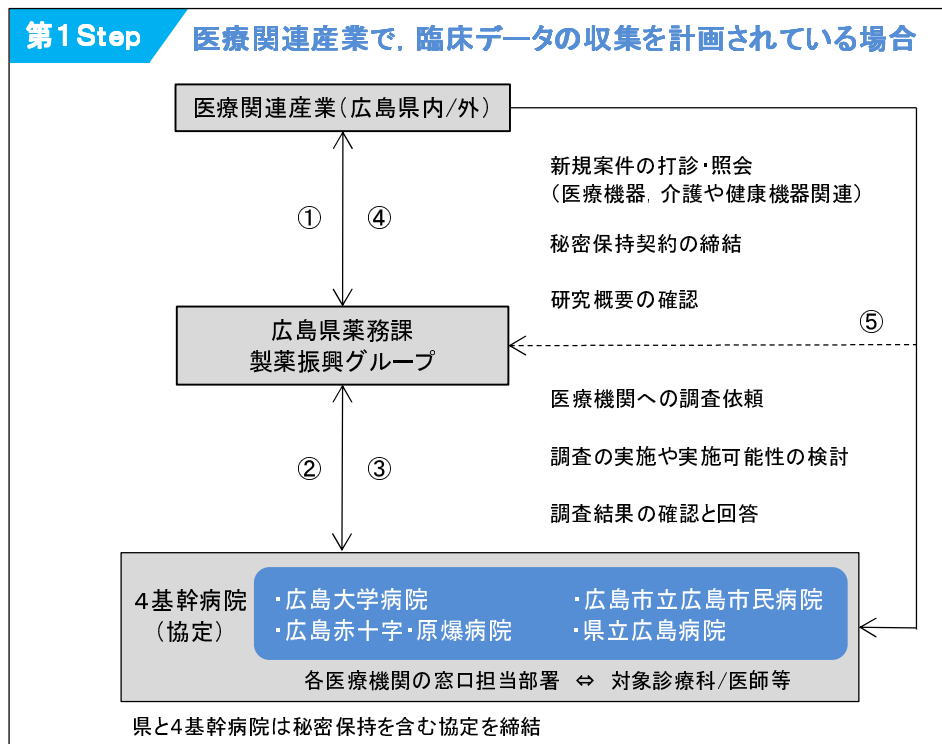 第1Step
医療関連産業で，臨床データの収集を計画されている場合
医療関連産業（広島県内/外）
新規案件の打診・照会
（医療機器，介護や健康機器関連）
① ④
秘密保持契約の締結
研究概要の確認
⑤
広島県薬務課
製薬振興グループ
医療機関への調査依頼
調査の実施や実施可能性の検討
② ③
調査結果の確認と回答
4基幹病院
（協定）
・広島大学病院
・広島市立広島市民病院
・広島赤十字・原爆病院
・県立広島病院
各医療機関の窓口担当部署 ⇔ 対象診療科/医師等
県と4基幹病院は秘密保持を含む協定を締結